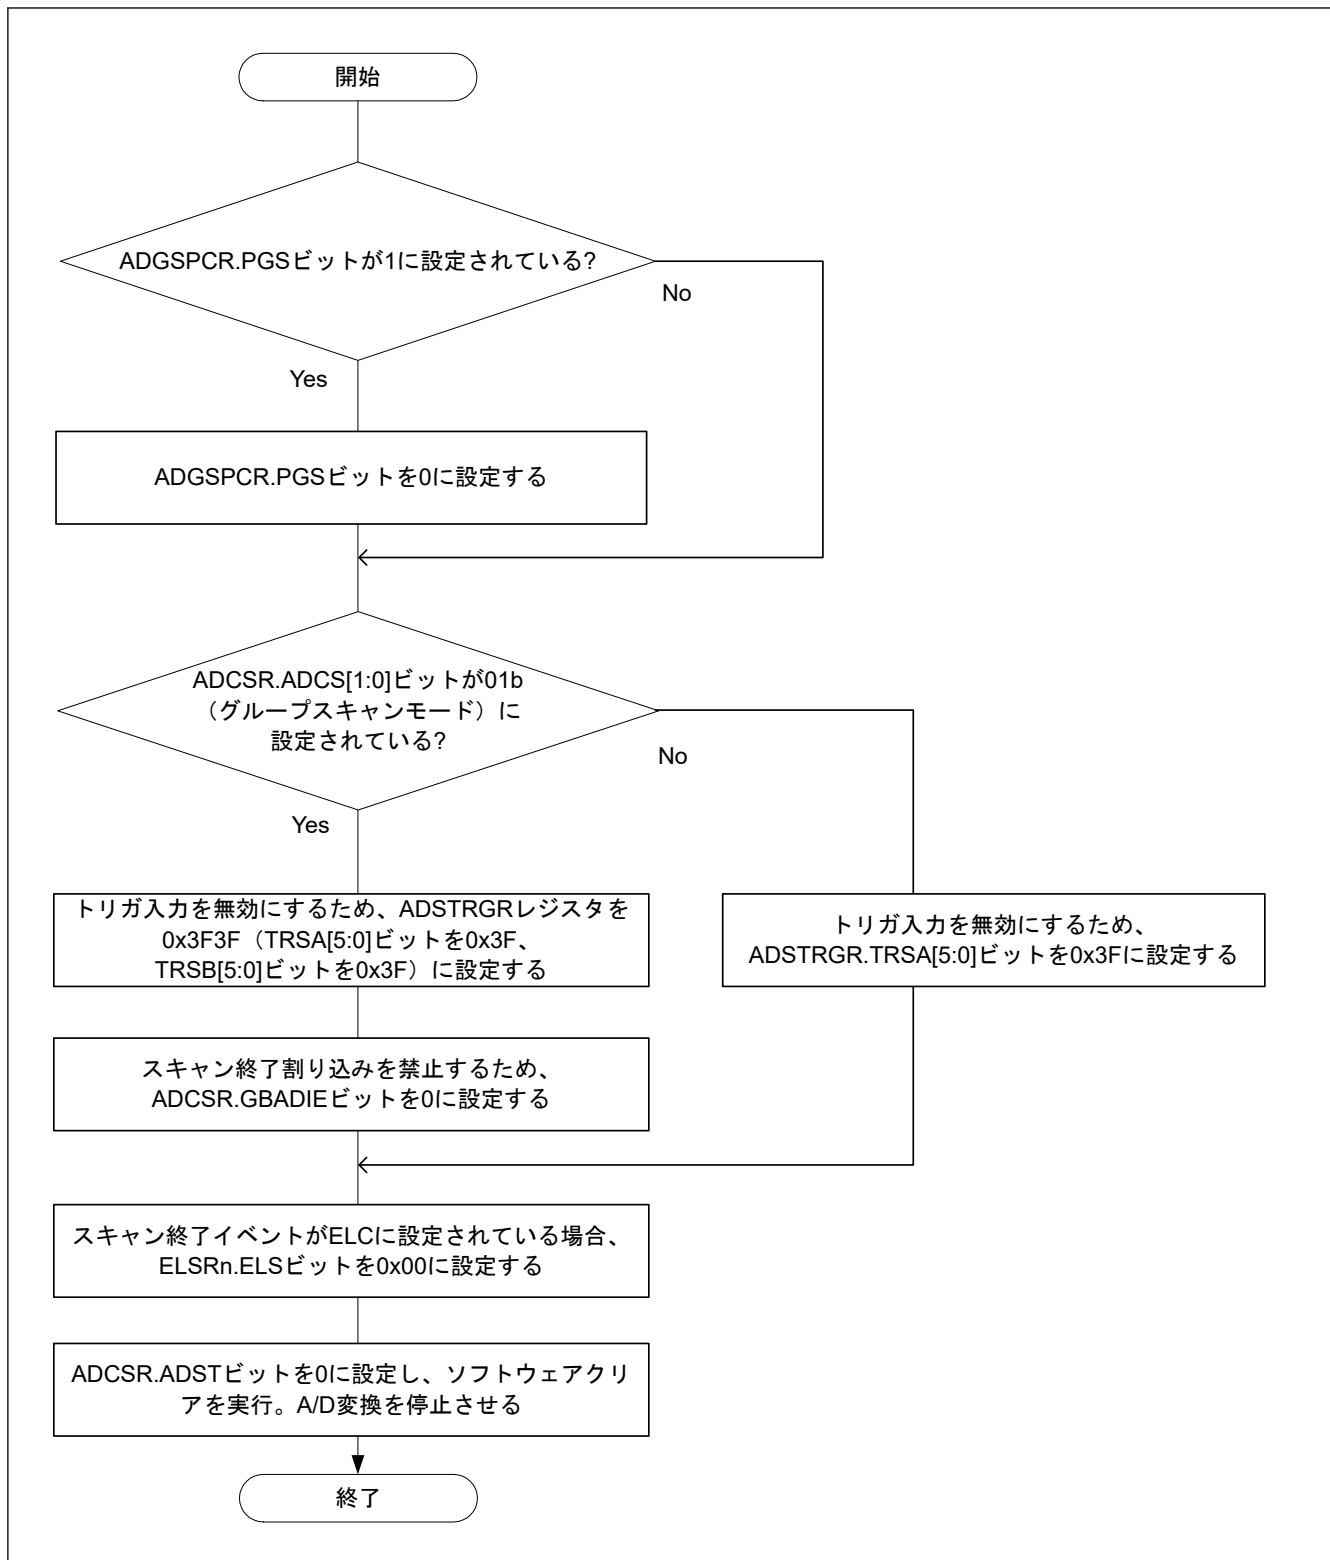 開始
ADGSPCR.PGSビットが1に設定されている?
No
Yes
ADGSPCR.PGSビットを0に設定する
ADCSR.ADCS[1:0]ビットが01b
（グループスキャンモード）に
設定されている?
No
Yes
トリガ入力を無効にするため、ADSTRGRレジスタを
0x3F3F（TRSA[5:0]ビットを0x3F、
TRSB[5:0]ビットを0x3F）に設定する
トリガ入力を無効にするため、
ADSTRGR.TRSA[5:0]ビットを0x3Fに設定する
スキャン終了割り込みを禁止するため、
ADCSR.GBADIEビットを0に設定する
スキャン終了イベントがELCに設定されている場合、
ELSRn.ELSビットを0x00に設定する
ADCSR.ADSTビットを0に設定し、ソフトウェアクリ
アを実行。A/D変換を停止させる
終了